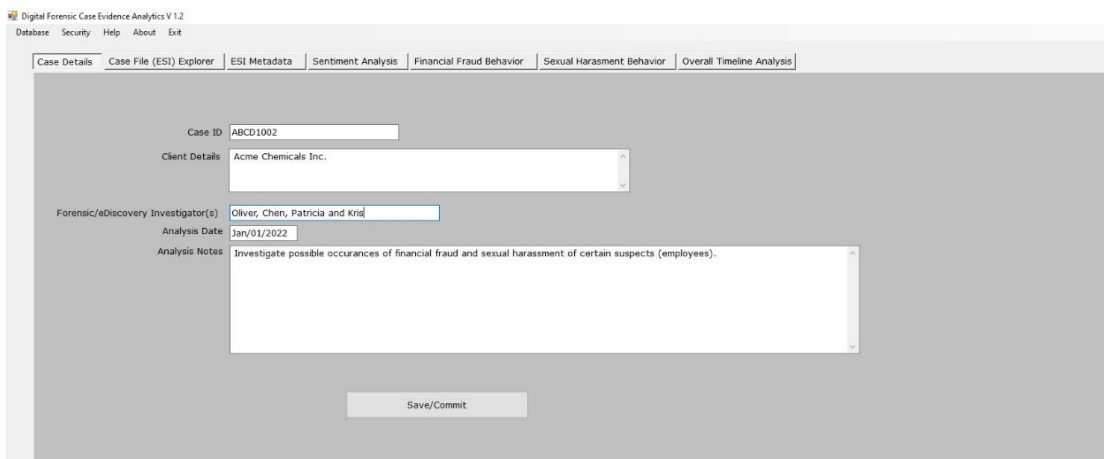 Digital Forensic Case Evidence Analytics V 1.2
Database Security Help About Exit
Case Details Case File (ESI) Explorer ESI Metadata Sentiment Analysis Financial Fraud Behavior Sexual Harasment Behavior Overall Timeline Analysis
Case ID ABCD1002
Client Details Acme Chemicals Inc.
Forensic/eDiscovery Investigator(s) Oliver, Chen, Patricia and Kris
Analysis Date Jan/01/2022
Analysis Notes Investigate possible occurances of financial fraud and sexual harassment of certain suspects (employees).
Save/Commit